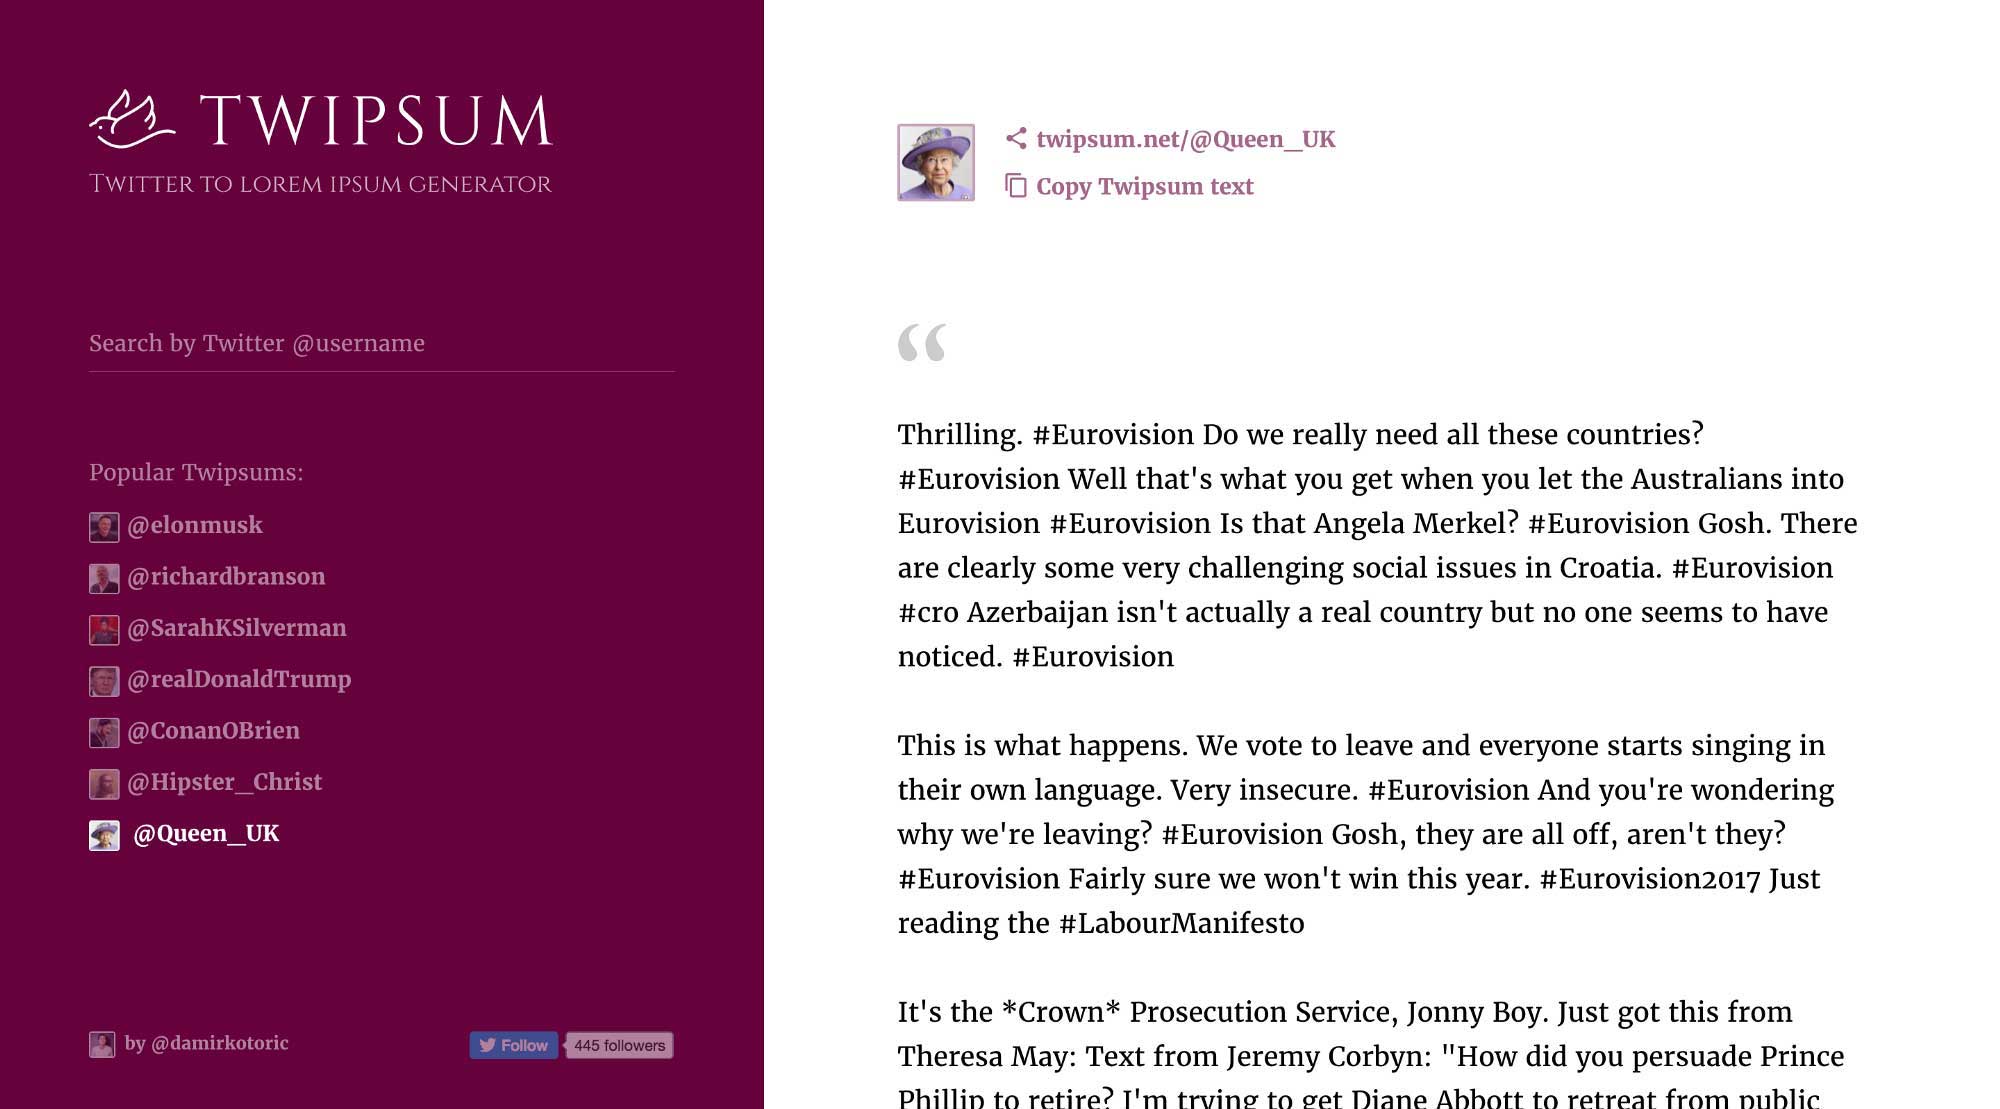 TWIPSUM
TWITTER TO LOREM IPSUM GENERATOR
Search by Twitter @username
Popular Twipsums:
@elonmusk
@richardbranson
@SarahKSilverman
@realDonaldTrump
@ConanOBrien
@Hipster_Christ
@Queen_UK
by @damirkotoric
Follow
445 followers
twipsum.net/@Queen_UK
Copy Twipsum text
“
Thrilling. #Eurovision Do we really need all these countries?
#Eurovision Well that's what you get when you let the Australians into
Eurovision #Eurovision Is that Angela Merkel? #Eurovision Gosh. There
are clearly some very challenging social issues in Croatia. #Eurovision
#cro Azerbaijan isn't actually a real country but no one seems to have
noticed. #Eurovision
This is what happens. We vote to leave and everyone starts singing in
their own language. Very insecure. #Eurovision And you're wondering
why we're leaving? #Eurovision Gosh, they are all off, aren't they?
#Eurovision Fairly sure we won't win this year. #Eurovision2017 Just
reading the #LabourManifesto
It's the *Crown* Prosecution Service, Jonny Boy. Just got this from
Theresa May: Text from Jeremy Corbyn: "How did you persuade Prince
Phillip to retire? I'm trying to get Diane Abbott to retreat from public